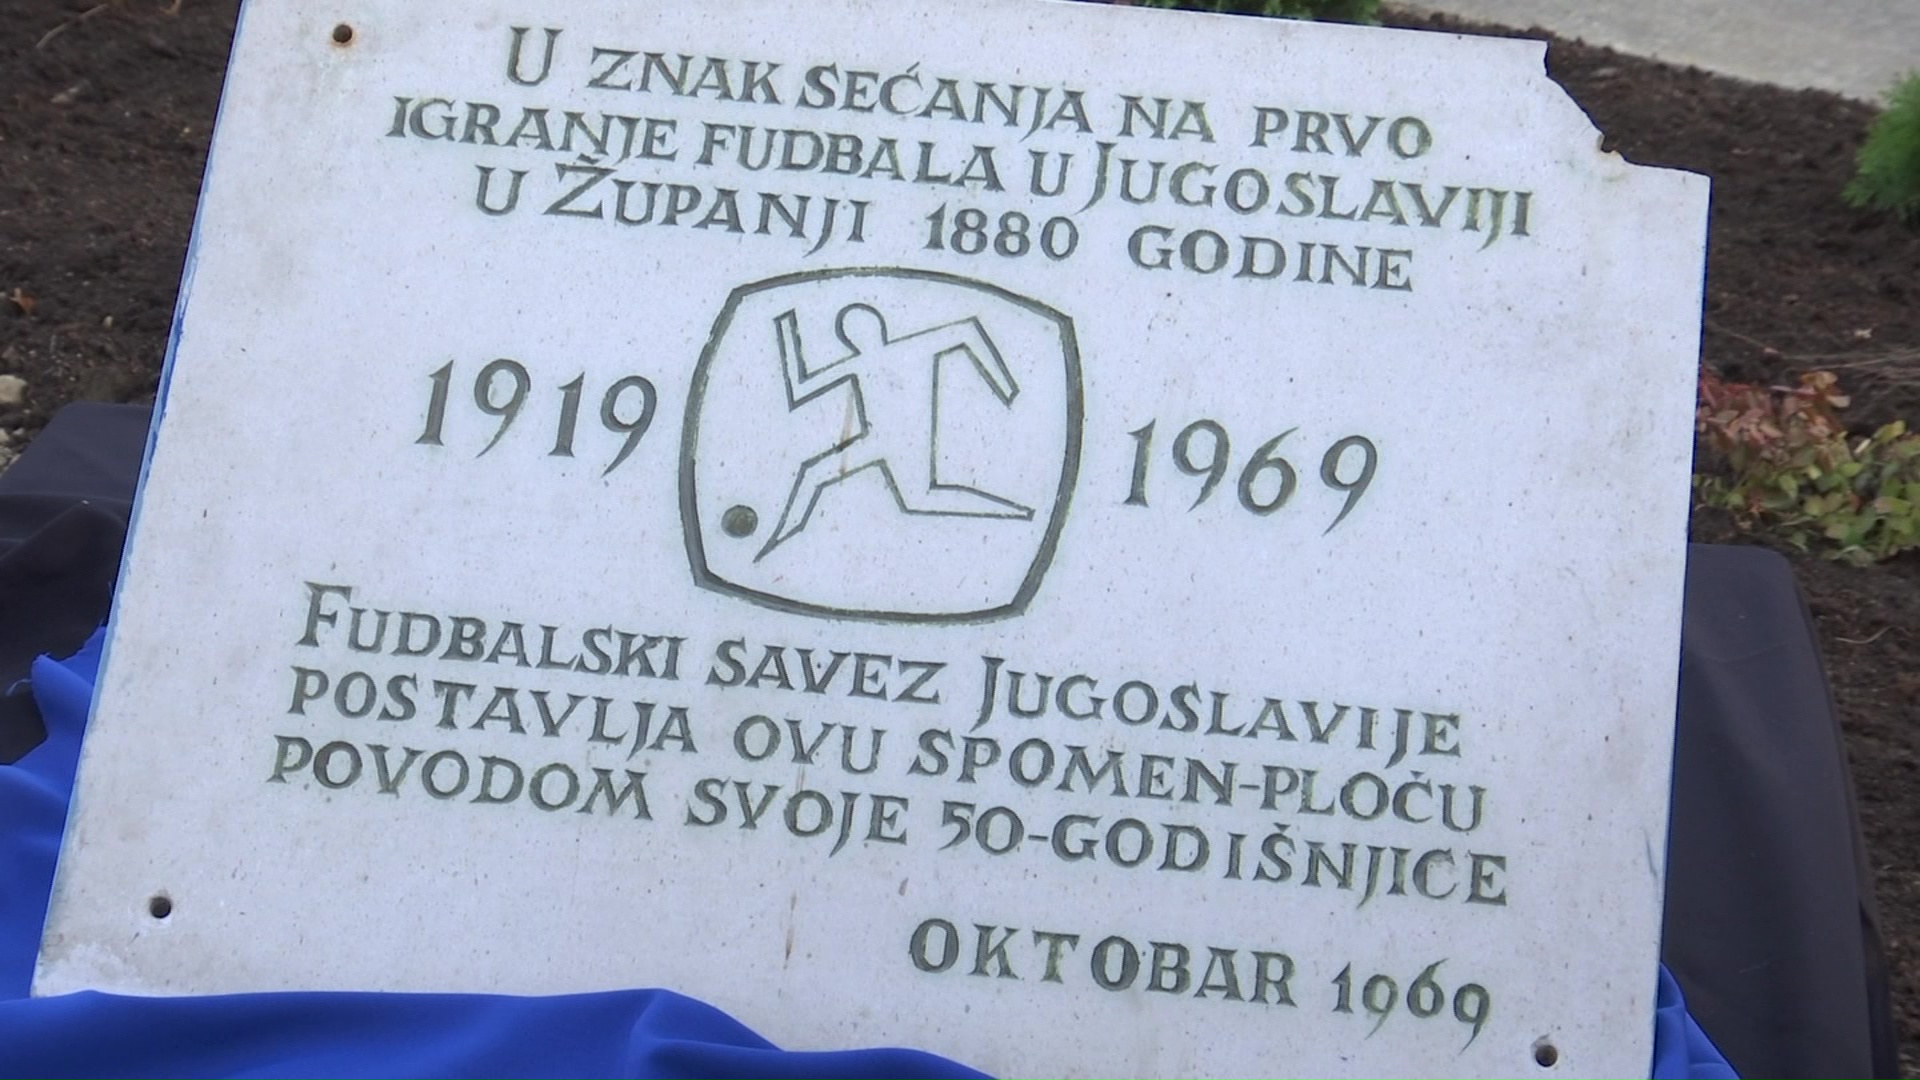 U ZNAK SEĆANJA NA PRVO
IGRANJE FUDBALA U JUGOSLAVIJI
U ŽUPANJI 1880 GODINE
1919 1969
FUDBALSKI SAVEZ JUGOSLAVIJE
POSTAVLJA OVU SPOMEN-PLOČU
POVODOM SVOJE 50-GODIŠNJICE
OKTOBAR 1969